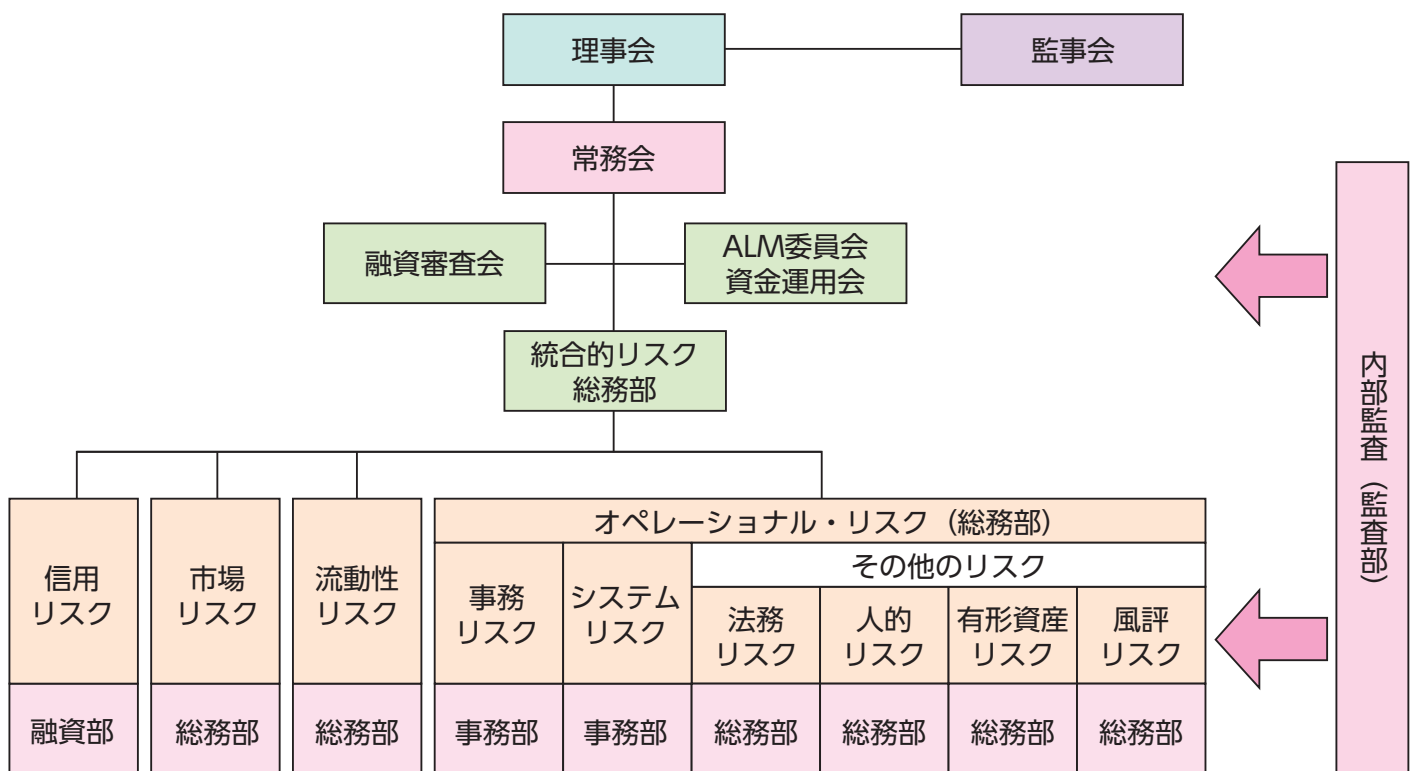 理事会
監事会
常務会
融資審査会
ALM委員会
資金運用会
統合的リスク
総務部
内部監査（監査部）
オペレーショナル・リスク（総務部）
その他のリスク
信用
リスク
市場
リスク
流動性
リスク
事務
リスク
システム
リスク
法務
リスク
人的
リスク
有形資産
リスク
風評
リスク
融資部
総務部
総務部
事務部
事務部
総務部
総務部
総務部
総務部